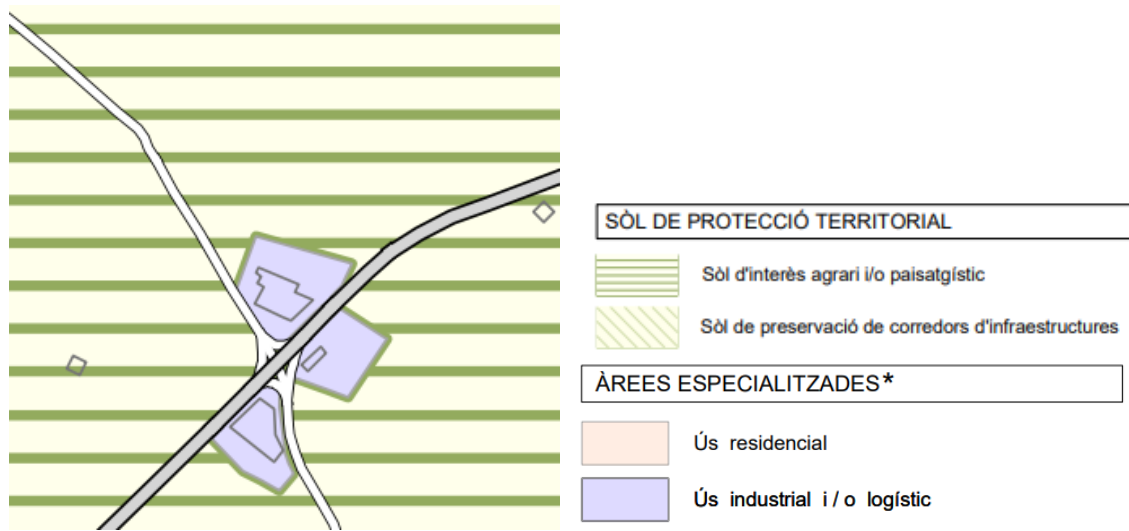 SÒL DE PROTECCIÓ TERRITORIAL
Sòl d'interès agrari i/o paisatgístic
Sòl de preservació de corredors d'infraestructures
ÀREES ESPECIALITZADES*
Ús residencial
Ús industrial i / o logístic